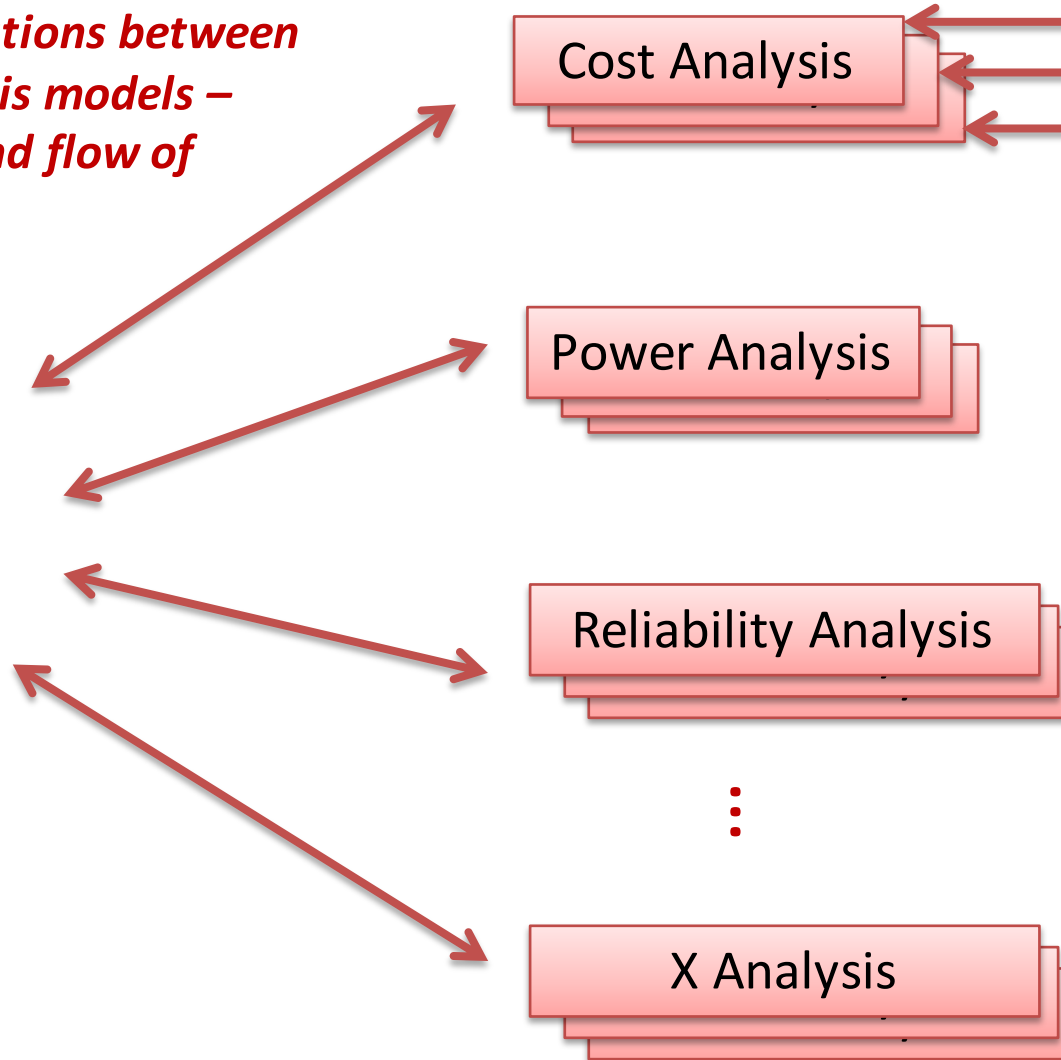 tions between
is models –
nd flow of
Cost Analysis
Power Analysis
Reliability Analysis
X Analysis